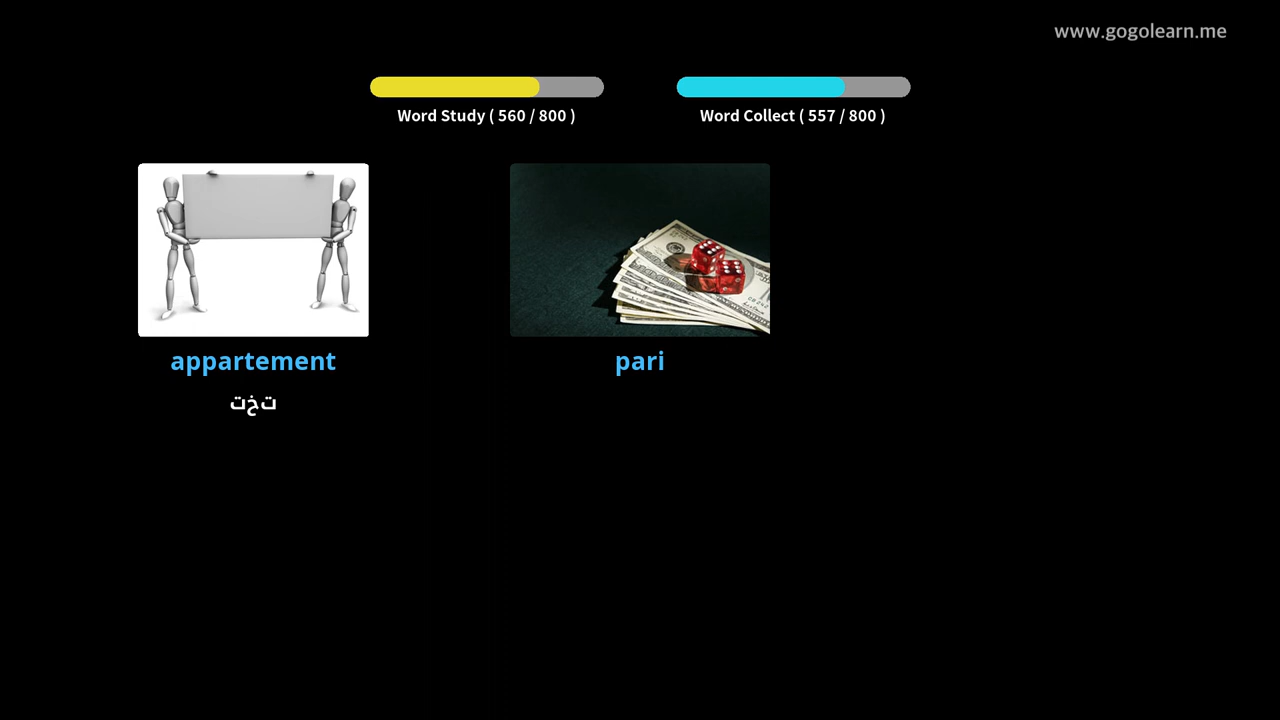 www.gogolearn.me
Word Study ( 560 / 800 )
Word Collect ( 557 / 800 )
appartement
pari
تخت